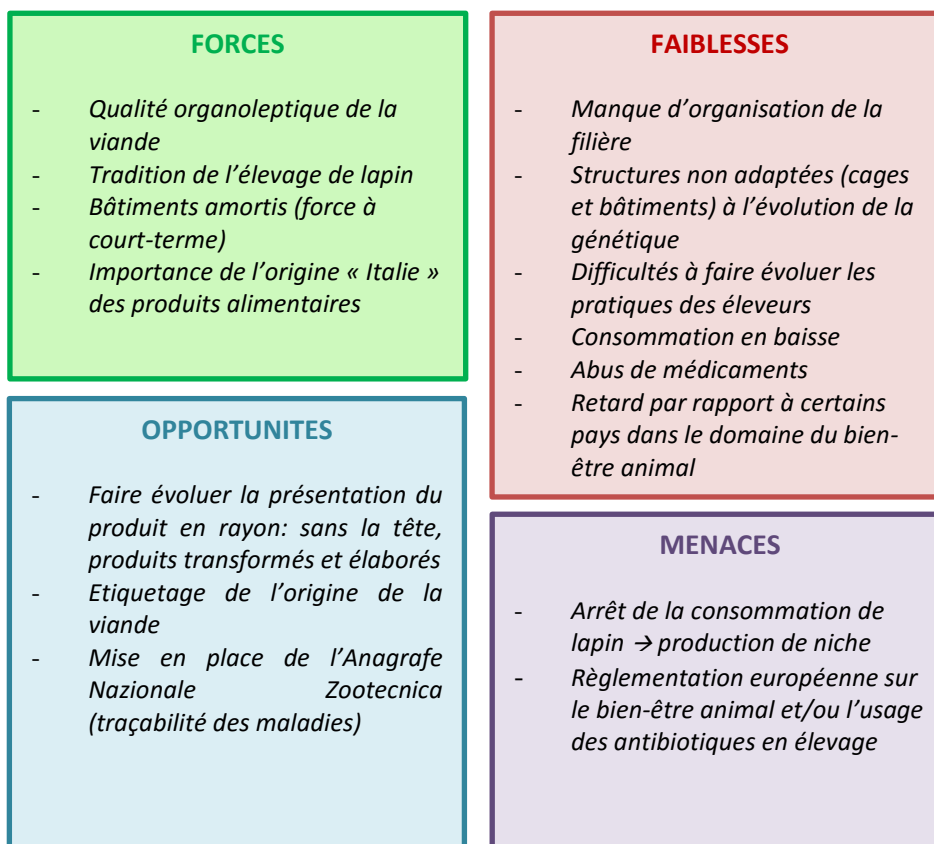 FORCES
- Qualité organoleptique de la
viande
- Tradition de l’élevage de lapin
- Bâtiments amortis (force à
court-terme)
- Importance de l’origine « Italie »
des produits alimentaires
FAIBLESSES
- Manque d’organisation de la
filière
- Structures non adaptées (cages
et bâtiments) à l’évolution de la
génétique
- Difficultés à faire évoluer les
pratiques des éleveurs
- Consommation en baisse
- Abus de médicaments
- Retard par rapport à certains
pays dans le domaine du bien-
être animal
OPPORTUNITES
- Faire évoluer la présentation du
produit en rayon: sans la tête,
produits transformés et élaborés
- Etiquetage de l’origine de la
viande
- Mise en place de l’Anagrafe
Nazionale Zootecnica
(traçabilité des maladies)
MENACES
- Arrêt de la consommation de
lapin → production de niche
- Règlementation européenne sur
le bien-être animal et/ou l’usage
des antibiotiques en élevage